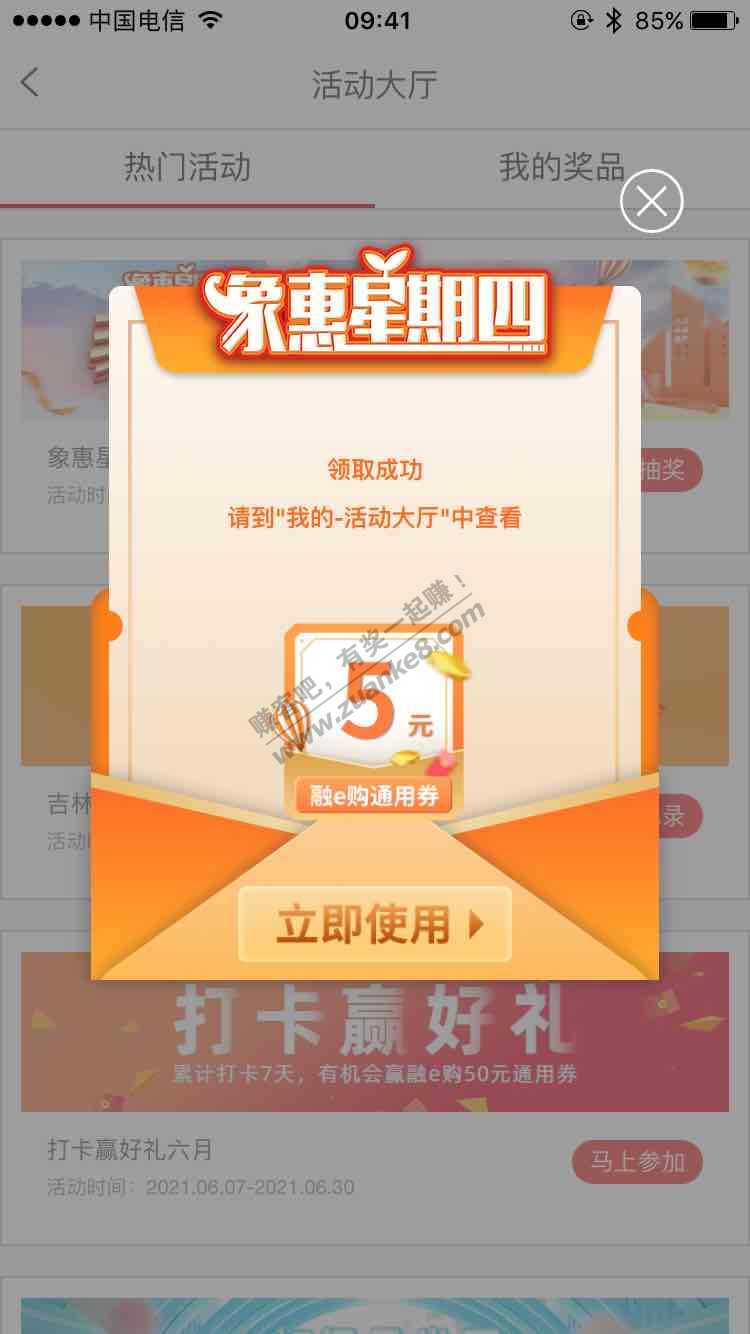 中国电信
09:41
85%
活动大厅
热门活动
我的奖品
象惠星期四
领取成功
请到"我的-活动大厅"中查看
赚客吧，有奖一起赚！
www.zuanke8.com
5元
融e购通用券
立即使用
象惠星
抽奖
活动时
吉林
录
活动
打卡赢好礼
累计打卡7天，有机会赢融e购50元通用券
打卡赢好礼六月
马上参加
活动时间：2021.06.07-2021.06.30